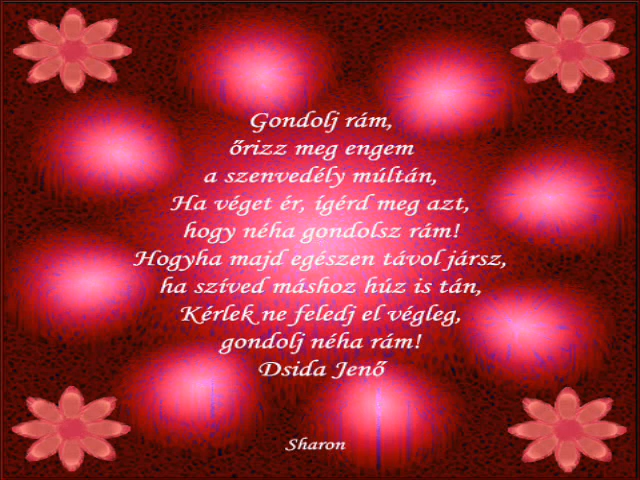 Gondolj rám,
őrizz meg engem
a szenvedély múltán,
Ha véget ér, ígérd meg azt,
hogy néha gondolsz rám!
Hogyha majd egészen távol jársz,
ha szíved máshoz húz is tán,
Kérlek ne feledj el végleg,
gondolj néha rám!
Dsida Jenő
Sharon